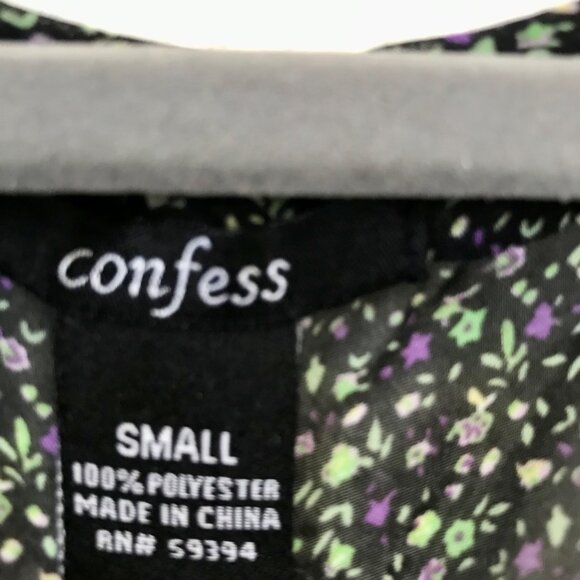 confess
SMALL
100% POLYESTER
MADE IN CHINA
RN# 59394